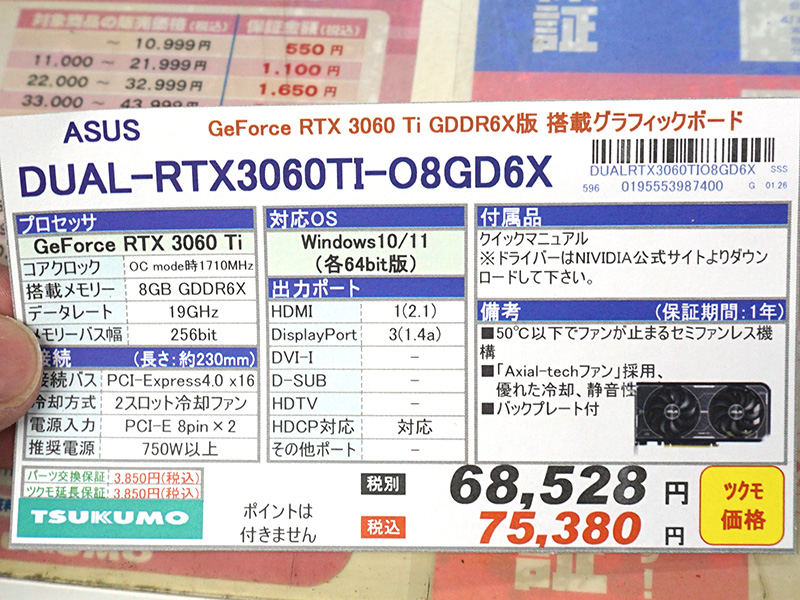 対象商品の販売価格(税込) 保証金額(税込)
～ 10.999円 550円
11,000 ～ 21.999円 1.100円
22.000 ～ 32.999円 1.650円
33.000 ～ 43.999円
証
ASUS GeForce RTX 3060 Ti GDDR6X版 搭載グラフィックボード
DUAL-RTX3060TI-O8GD6X
DUALRTX3060TIO8GD6X SSS
596 0195553987400 G 01.26
プロセッサ
GeForce RTX 3060 Ti
コアクロック OC mode時1710MHz
搭載メモリー 8GB GDDR6X
データレート 19GHz
メモリーバス幅 256bit
接続 (長さ:約230mm)
接続バス PCI-Express4.0 x16
冷却方式 2スロット冷却ファン
電源入力 PCI-E 8pin×2
推奨電源 750W以上
対応OS
Windows10/11
(各64bit版)
出力ポート
HDMI 1(2.1)
DisplayPort 3(1.4a)
DVI-I －
D-SUB －
HDTV －
HDCP対応 対応
その他ポート －
付属品
クイックマニュアル
※ドライバーはNIVIDIA公式サイトよりダウン
ロードして下さい。
備考 (保証期間:1年)
■50℃以下でファンが止まるセミファンレス機
構
■「Axial-techファン」採用、
優れた冷却、静音性
■バックプレート付
パーツ交換保証 3,850円(税込)
ツクモ延長保証 3,850円(税込)
TSUKUMO
ポイントは
付きません
税別 68,528 円
税込 75,380 円
ツクモ
価格